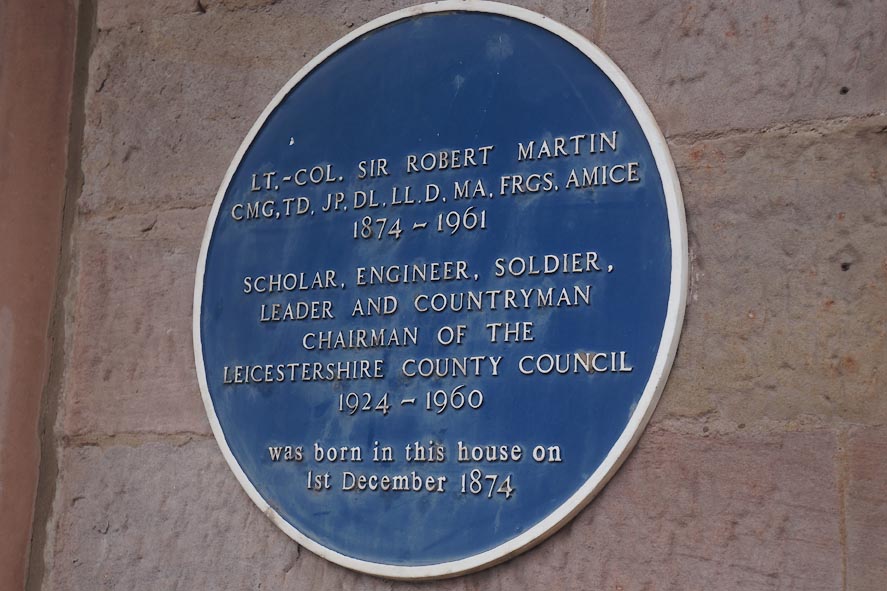 LT,-COL. SIR ROBERT MARTIN
CMG,TD, JP, DL, LL.D, MA, FRGS, AMICE
1874 – 1961
SCHOLAR, ENGINEER, SOLDIER,
LEADER AND COUNTRYMAN
CHAIRMAN OF THE
LEICESTERSHIRE COUNTY COUNCIL
1924 – 1960
was born in this house on
1st December 1874